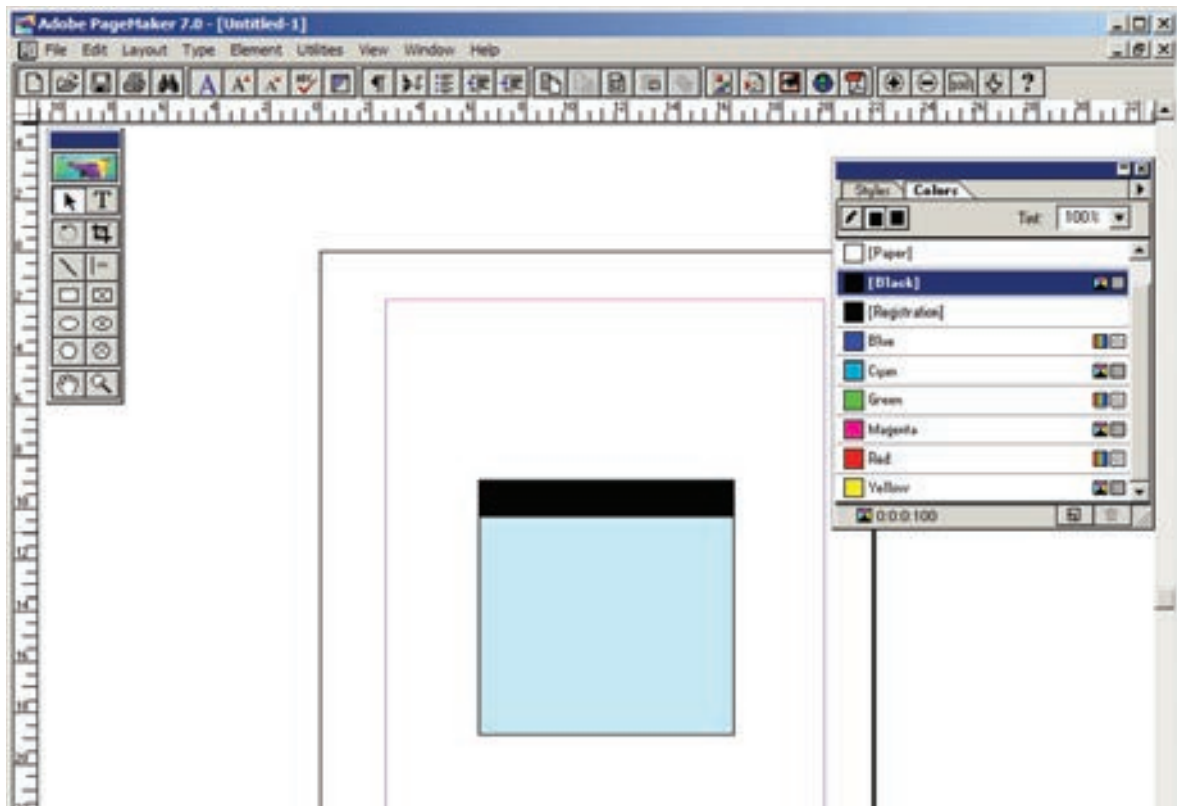 Adobe PageMaker 7.0 - [Untitled-1]
File Edit Layout Type Element Utilities View Window Help
Styles Colors
Tint: 100%
[Paper]
[Black]
[Registration]
Blue
Cyan
Green
Magenta
Red
Yellow
0:0:0:100